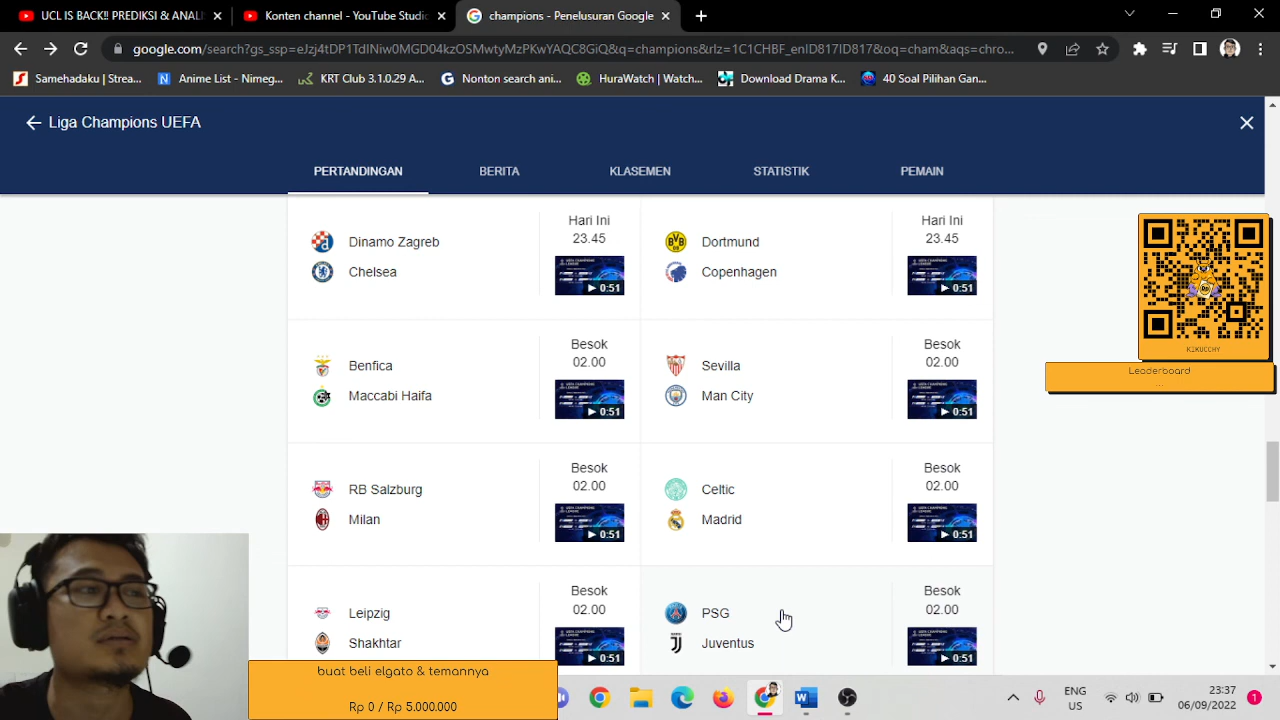 UCL IS BACK!! PREDIKSI & ANALI
Konten channel - YouTube Studio
champions - Penelusuran Google
google.com/search?gs_ssp=eJzj4tDP1TdINiw0MGD04kzOSMwtyMzPKwYAQC8GiQ&q=champions&rlz=1C1CHBF_enID817ID817&oq=cham&aqs=chro...
Samehadaku | Strea...
Anime List - Nimeg...
KRT Club 3.1.0.29 A...
Nonton search ani...
HuraWatch | Watch...
Download Drama K...
40 Soal Pilihan Gan...
Liga Champions UEFA
PERTANDINGAN
BERITA
KLASEMEN
STATISTIK
PEMAIN
Dinamo Zagreb
Chelsea
Hari Ini
23.45
0:51
Dortmund
Copenhagen
Hari Ini
23.45
0:51
Benfica
Maccabi Haifa
Besok
02.00
0:51
Sevilla
Man City
Besok
02.00
0:51
RB Salzburg
Milan
Besok
02.00
0:51
Celtic
Madrid
Besok
02.00
0:51
Leipzig
Shakhtar
Besok
02.00
0:51
PSG
Juventus
Besok
02.00
0:51
KIKUCCHY
Leaderboard
...
buat beli elgato & temannya
Rp 0 / Rp 5.000.000
ENG
US
23:37
06/09/2022
1